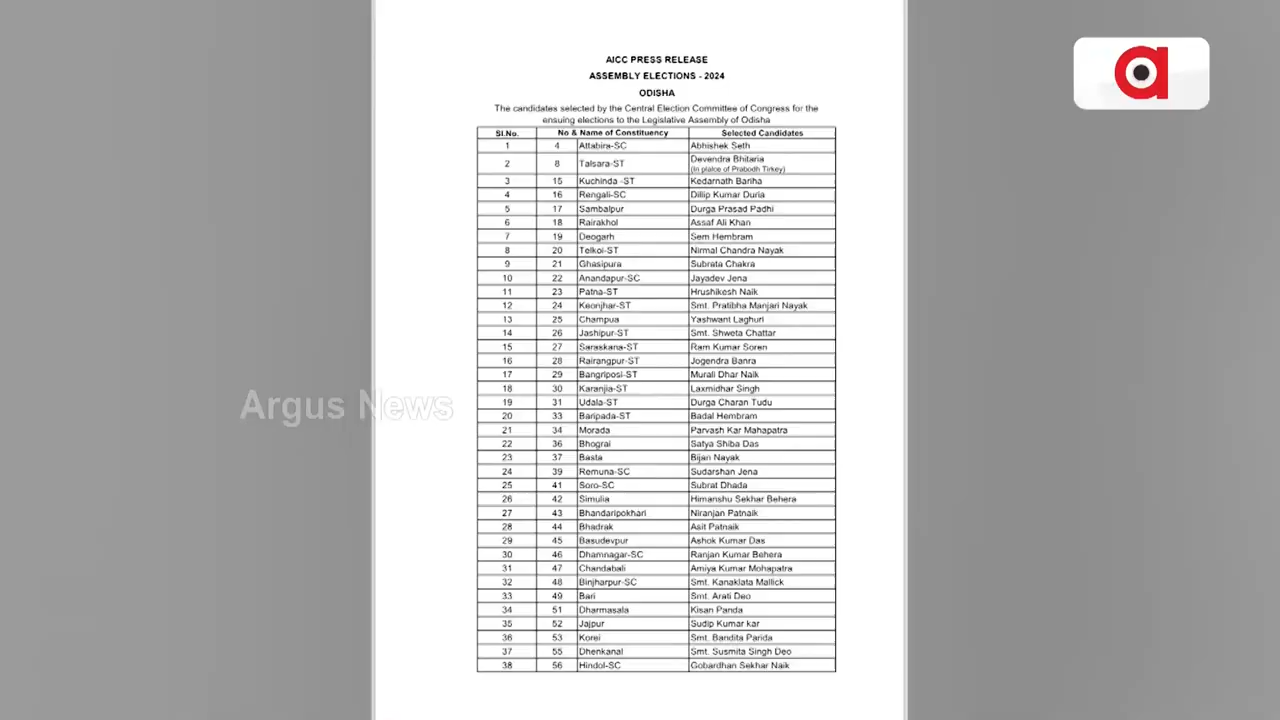 AICC PRESS RELEASE
ASSEMBLY ELECTIONS - 2024
ODISHA
The candidates selected by the Central Election Committee of Congress for the
ensuing elections to the Legislative Assembly of Odisha
Sl.No. No & Name of Constituency Selected Candidates
1 4 Attabira-SC Abhishek Seth
2 8 Talsara-ST Devendra Bhitaria
(In palce of Prabodh Tirkey)
3 15 Kuchinda -ST Kedarnath Bariha
4 16 Rengali-SC Dillip Kumar Duria
5 17 Sambalpur Durga Prasad Padhi
6 18 Rairakhol Assaf Ali Khan
7 19 Deogarh Sem Hembram
8 20 Telkoi-ST Nirmal Chandra Nayak
9 21 Ghasipura Subrata Chakra
10 22 Anandapur-SC Jayadev Jena
11 23 Patna-ST Hrushikesh Naik
12 24 Keonjhar-ST Smt. Pratibha Manjari Nayak
13 25 Champua Yashwant Laghuri
14 26 Jashipur-ST Smt. Shweta Chattar
15 27 Saraskana-ST Ram Kumar Soren
16 28 Rairangpur-ST Jogendra Banra
17 29 Bangriposi-ST Murali Dhar Naik
18 30 Karanjia-ST Laxmidhar Singh
19 31 Udala-ST Durga Charan Tudu
20 33 Baripada-ST Badal Hembram
21 34 Morada Parvash Kar Mahapatra
22 36 Bhograi Satya Shiba Das
23 37 Basta Bijan Nayak
24 39 Remuna-SC Sudarshan Jena
25 41 Soro-SC Subrat Dhada
26 42 Simulia Himanshu Sekhar Behera
27 43 Bhandaripokhari Niranjan Patnaik
28 44 Bhadrak Asit Patnaik
29 45 Basudevpur Ashok Kumar Das
30 46 Dhamnagar-SC Ranjan Kumar Behera
31 47 Chandabali Amiya Kumar Mohapatra
32 48 Binjharpur-SC Smt. Kanaklata Mallick
33 49 Bari Smt. Arati Deo
34 51 Dharmasala Kisan Panda
35 52 Jajpur Sudip Kumar kar
36 53 Korei Smt. Bandita Parida
37 55 Dhenkanal Smt. Susmita Singh Deo
38 56 Hindol-SC Gobardhan Sekhar Naik
Argus News
a